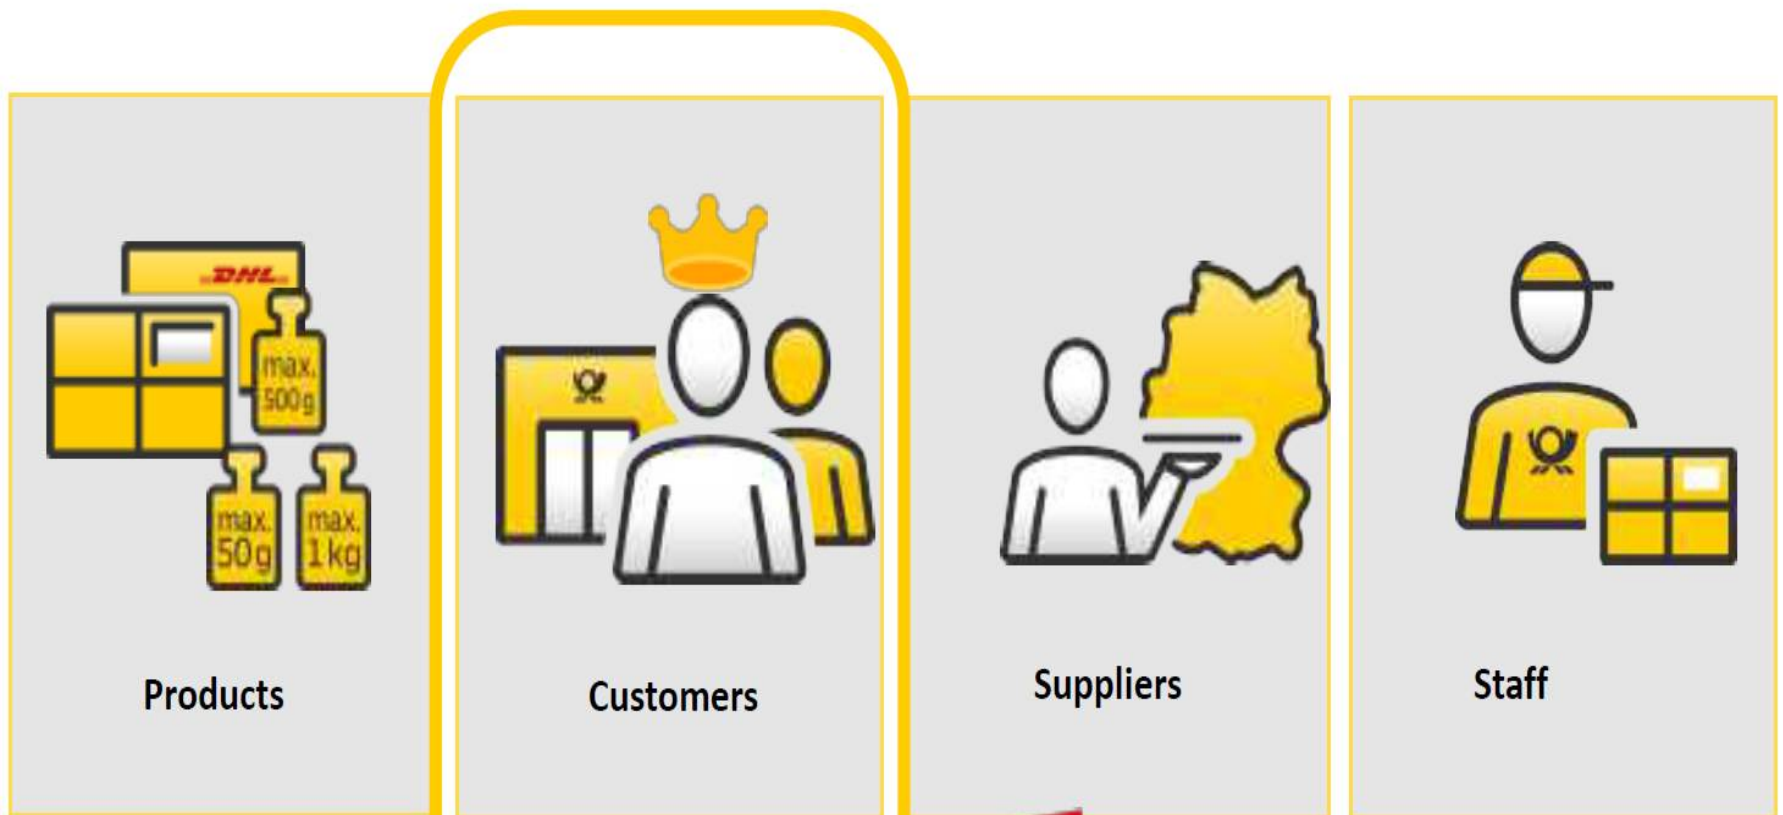 DHL
max.
500g
max.
50g
max.
1kg
Products
Customers
Suppliers
Staff